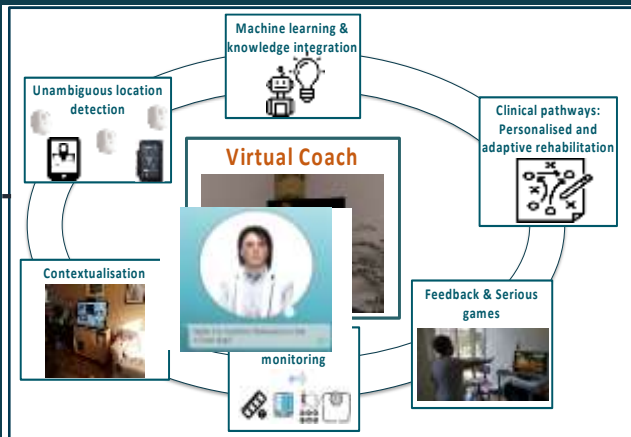 Machine learning &
knowledge integration
Unambiguous location
detection
Clinical pathways:
Personalised and
adaptive rehabilitation
Virtual Coach
Contextualisation
Feedback & Serious
games
monitoring